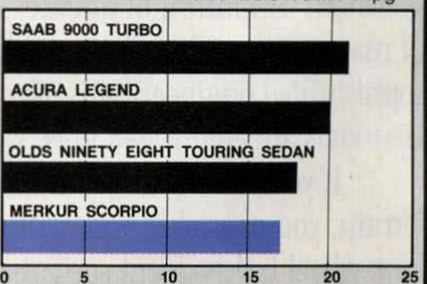 SAAB 9000 TURBO
ACURA LEGEND
OLDS NINETY EIGHT TOURING SEDAN
MERKUR SCORPIO
0 5 10 15 20 25